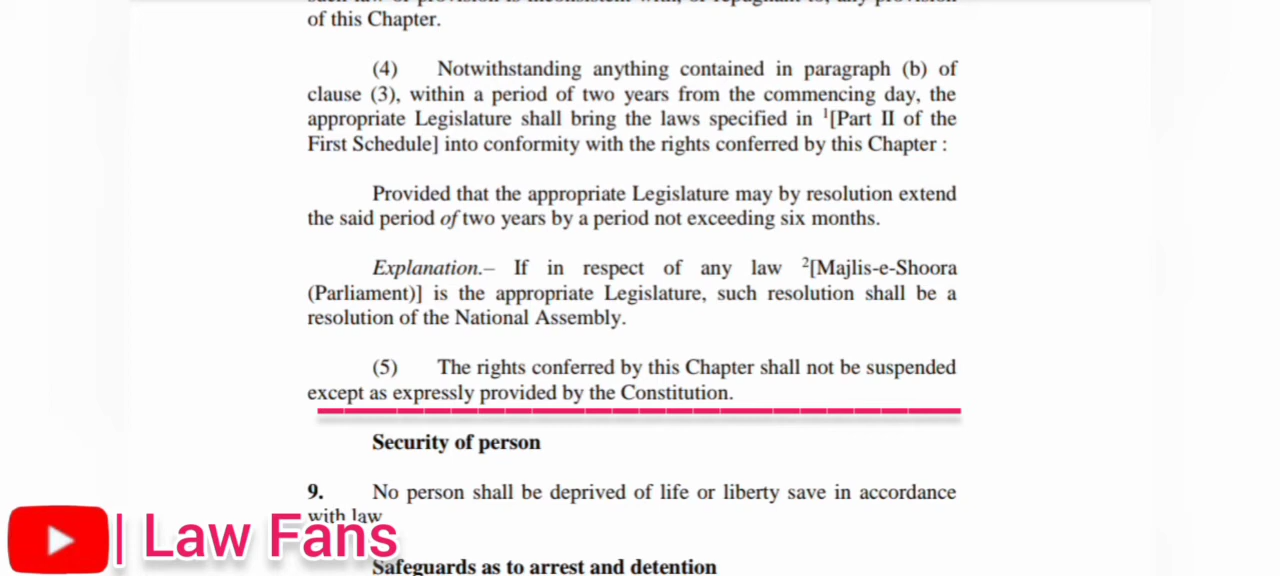 of this Chapter.
(4) Notwithstanding anything contained in paragraph (b) of
clause (3), within a period of two years from the commencing day, the
appropriate Legislature shall bring the laws specified in ¹[Part II of the
First Schedule] into conformity with the rights conferred by this Chapter :
Provided that the appropriate Legislature may by resolution extend
the said period of two years by a period not exceeding six months.
Explanation.– If in respect of any law ²[Majlis-e-Shoora
(Parliament)] is the appropriate Legislature, such resolution shall be a
resolution of the National Assembly.
(5) The rights conferred by this Chapter shall not be suspended
except as expressly provided by the Constitution.
Security of person
9. No person shall be deprived of life or liberty save in accordance
with law
| Law Fans
Safeguards as to arrest and detention